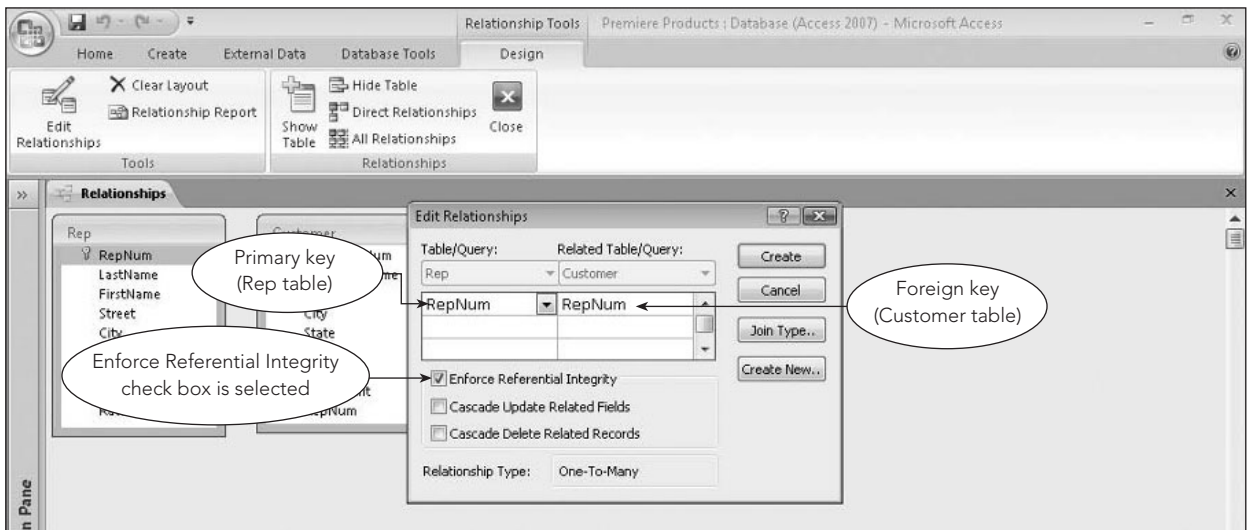 Relationship Tools
Premiere Products : Database (Access 2007) - Microsoft Access
Home Create External Data Database Tools Design
Edit Relationships
Clear Layout
Relationship Report
Tools
Show Table
Hide Table
Direct Relationships
All Relationships
Close
Relationships
Relationships
Rep
RepNum
LastName
FirstName
Street
City
Customer
City
State
Primary key
(Rep table)
Enforce Referential Integrity
check box is selected
Edit Relationships
Table/Query: Related Table/Query:
Rep Customer
RepNum RepNum
Enforce Referential Integrity
Cascade Update Related Fields
Cascade Delete Related Records
Relationship Type: One-To-Many
Create
Cancel
Join Type..
Create New..
Foreign key
(Customer table)
Pane